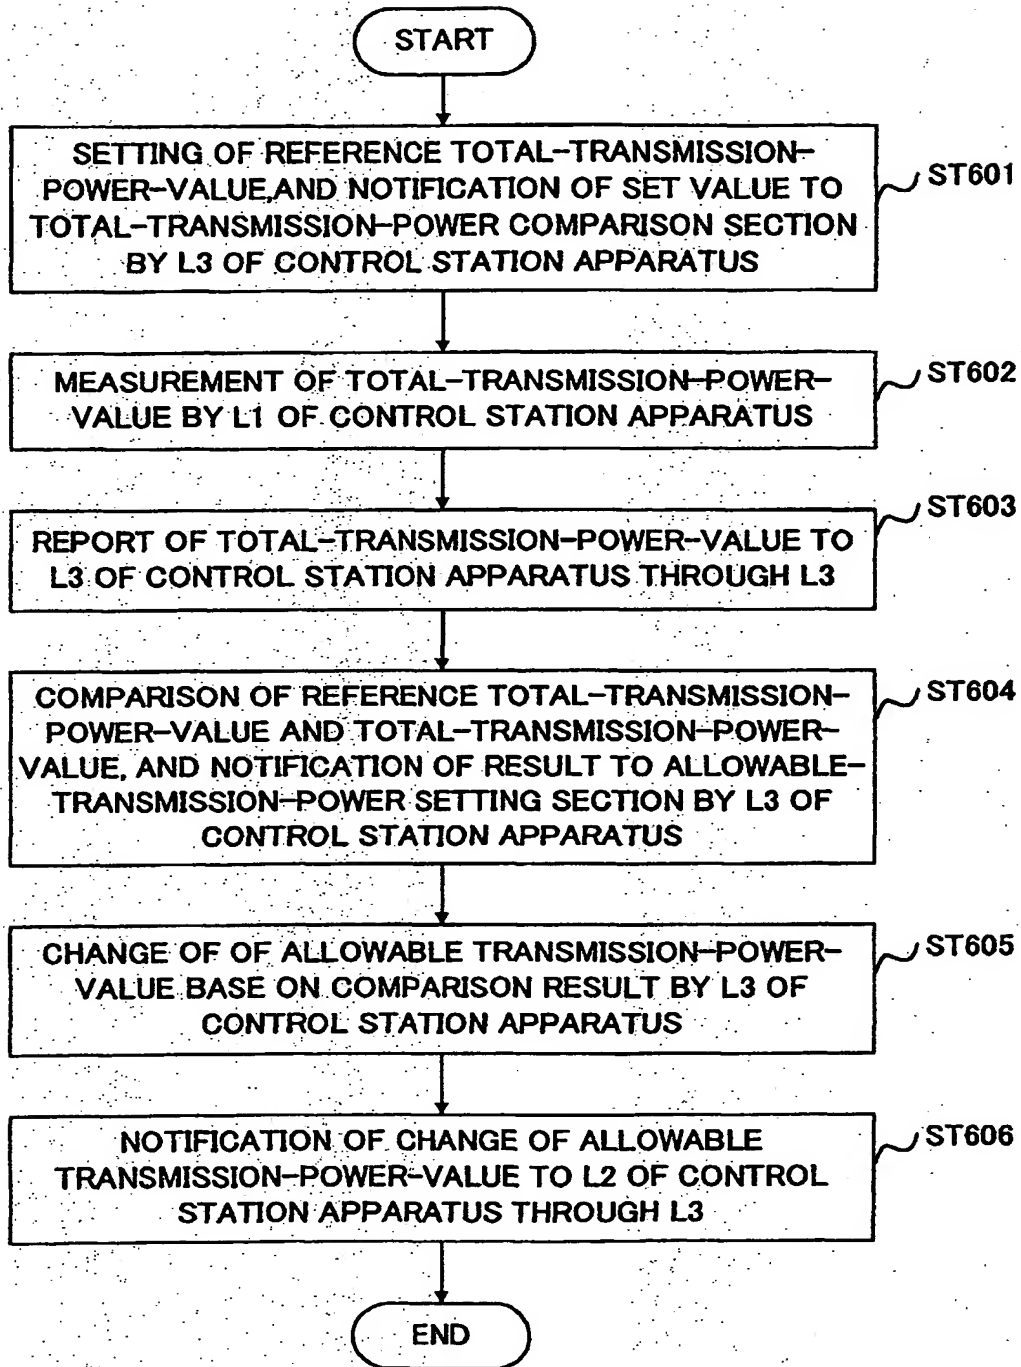 START
SETTING OF REFERENCE TOTAL-TRANSMISSION-
POWER-VALUE,AND NOTIFICATION OF SET VALUE TO
TOTAL-TRANSMISSION-POWER COMPARISON SECTION
BY L3 OF CONTROL STATION APPARATUS
ST601
MEASUREMENT OF TOTAL-TRANSMISSION-POWER-
VALUE BY L1 OF CONTROL STATION APPARATUS
ST602
REPORT OF TOTAL-TRANSMISSION-POWER-VALUE TO
L3 OF CONTROL STATION APPARATUS THROUGH L3
ST603
COMPARISON OF REFERENCE TOTAL-TRANSMISSION-
POWER-VALUE AND TOTAL-TRANSMISSION-POWER-
VALUE, AND NOTIFICATION OF RESULT TO ALLOWABLE-
TRANSMISSION-POWER SETTING SECTION BY L3 OF
CONTROL STATION APPARATUS
ST604
CHANGE OF OF ALLOWABLE TRANSMISSION-POWER-
VALUE BASE ON COMPARISON RESULT BY L3 OF
CONTROL STATION APPARATUS
ST605
NOTIFICATION OF CHANGE OF ALLOWABLE
TRANSMISSION-POWER-VALUE TO L2 OF CONTROL
STATION APPARATUS THROUGH L3
ST606
END